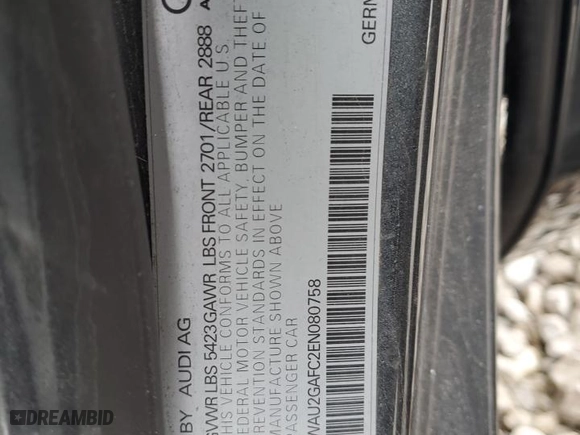 BY AUDI AG
GVWR LBS 5423 GAWR LBS FRONT 2701/REAR 2888
THIS VEHICLE CONFORMS TO ALL APPLICABLE U.S.
FEDERAL MOTOR VEHICLE SAFETY, BUMPER AND THEFT
PREVENTION STANDARDS IN EFFECT ON THE DATE OF
MANUFACTURE SHOWN ABOVE
PASSENGER CAR
WAU2GAFC2EN080758
GERM
DREAMBID